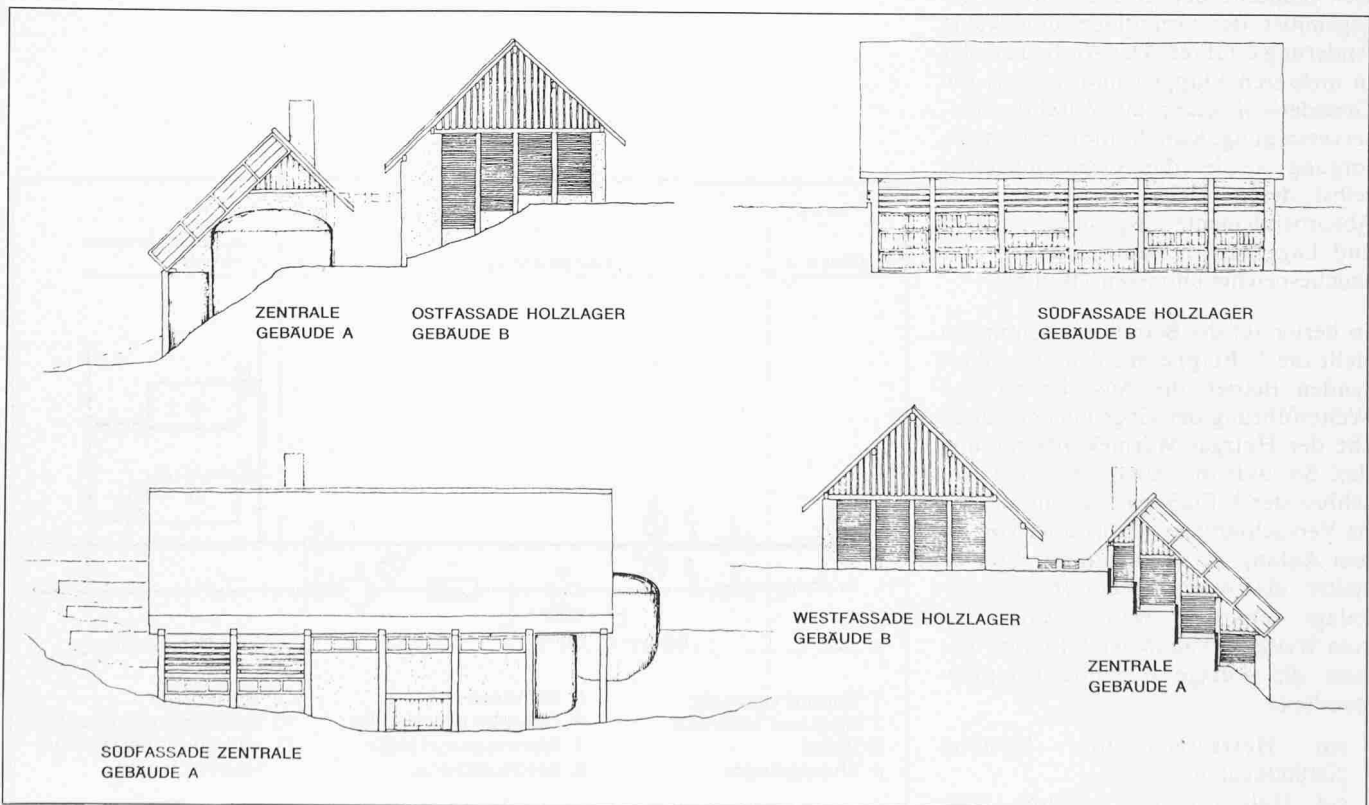 ZENTRALE
GEBÄUDE A
OSTFASSADE HOLZLAGER
GEBÄUDE B
SÜDFASSADE HOLZLAGER
GEBÄUDE B
WESTFASSADE HOLZLAGER
GEBÄUDE B
ZENTRALE
GEBÄUDE A
SÜDFASSADE ZENTRALE
GEBÄUDE A